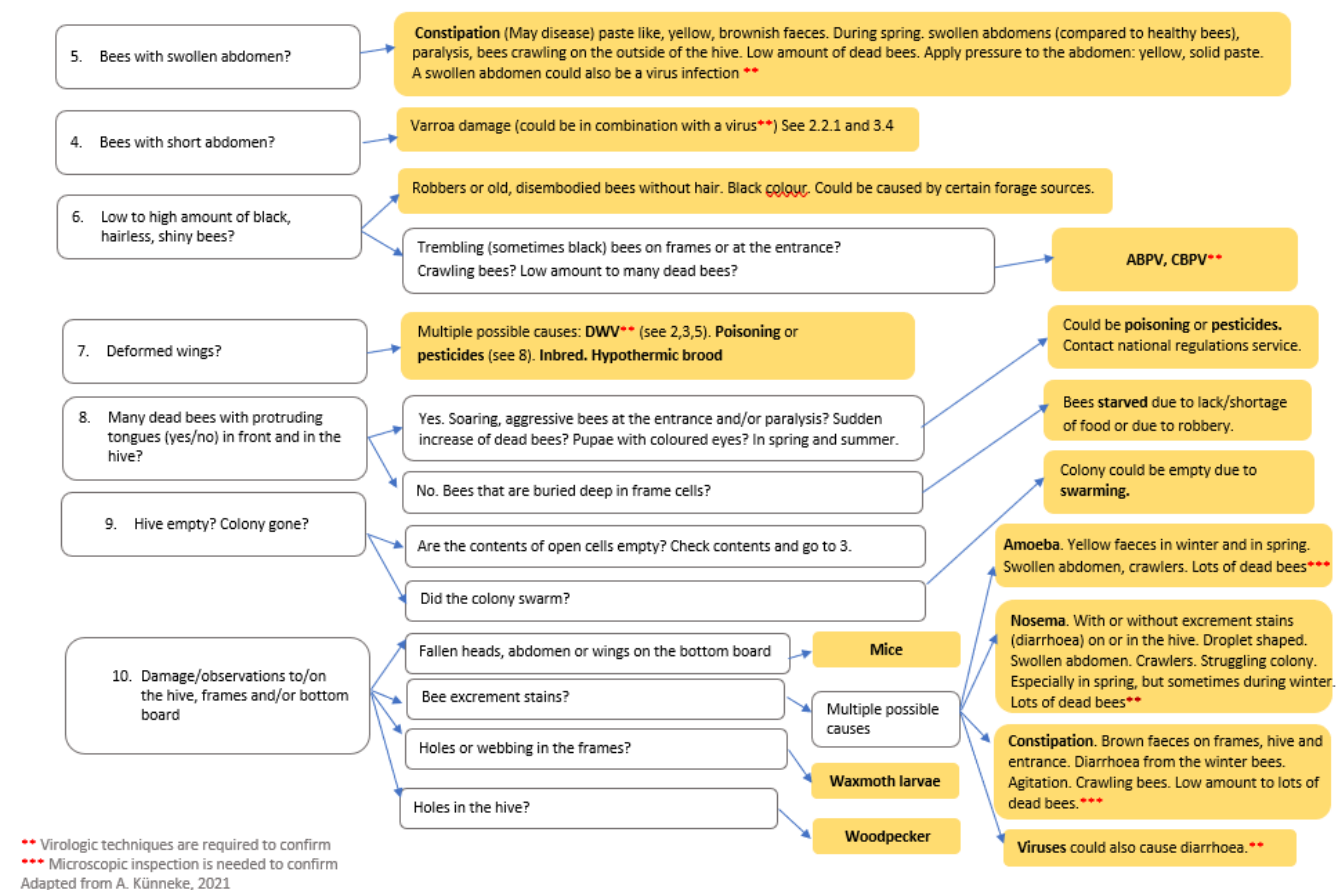 5. Bees with swollen abdomen?
Constipation (May disease) paste like, yellow, brownish faeces. During spring. swollen abdomens (compared to healthy bees),
paralysis, bees crawling on the outside of the hive. Low amount of dead bees. Apply pressure to the abdomen: yellow, solid paste.
A swollen abdomen could also be a virus infection **
4. Bees with short abdomen?
Varroa damage (could be in combination with a virus**) See 2.2.1 and 3.4
6. Low to high amount of black,
hairless, shiny bees?
Robbers or old, disembodied bees without hair. Black colour. Could be caused by certain forage sources.
Trembling (sometimes black) bees on frames or at the entrance?
Crawling bees? Low amount to many dead bees?
ABPV, CBPV**
7. Deformed wings?
Multiple possible causes: DWV** (see 2,3,5). Poisoning or
pesticides (see 8). Inbred. Hypothermic brood
8. Many dead bees with protruding
tongues (yes/no) in front and in the
hive?
Yes. Soaring, aggressive bees at the entrance and/or paralysis? Sudden
increase of dead bees? Pupae with coloured eyes? In spring and summer.
Could be poisoning or pesticides.
Contact national regulations service.
No. Bees that are buried deep in frame cells?
Bees starved due to lack/shortage
of food or due to robbery.
9. Hive empty? Colony gone?
Are the contents of open cells empty? Check contents and go to 3.
Did the colony swarm?
Colony could be empty due to
swarming.
10. Damage/observations to/on
the hive, frames and/or bottom
board
Fallen heads, abdomen or wings on the bottom board
Mice
Bee excrement stains?
Multiple possible
causes
Amoeba. Yellow faeces in winter and in spring.
Swollen abdomen, crawlers. Lots of dead bees***
Nosema. With or without excrement stains
(diarrhoea) on or in the hive. Droplet shaped.
Swollen abdomen. Crawlers. Struggling colony.
Especially in spring, but sometimes during winter.
Lots of dead bees**
Constipation. Brown faeces on frames, hive and
entrance. Diarrhoea from the winter bees.
Agitation. Crawling bees. Low amount to lots of
dead bees.***
Viruses could also cause diarrhoea.**
Holes or webbing in the frames?
Waxmoth larvae
Holes in the hive?
Woodpecker
** Virologic techniques are required to confirm
*** Microscopic inspection is needed to confirm
Adapted from A. Künneke, 2021